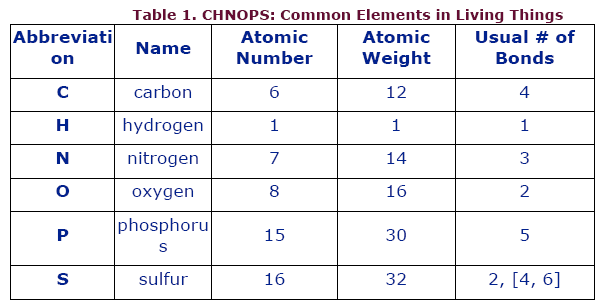 Table 1. CHNOPS: Common Elements in Living Things
Abbreviati
on
Name
Atomic
Number
Atomic
Weight
Usual # of
Bonds
C carbon 6 12 4
H hydrogen 1 1 1
N nitrogen 7 14 3
O oxygen 8 16 2
P phosphoru
s 15 30 5
S sulfur 16 32 2, [4, 6]